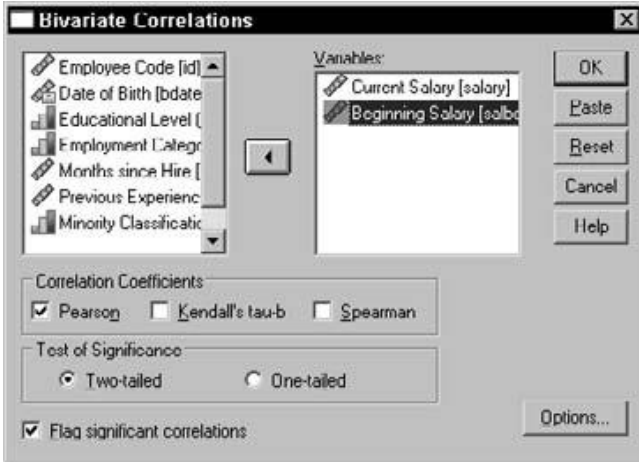 Bivariate Correlations
Employee Code [id]
Date of Birth [bdate
Educational Level (
Employment Catego
Months since Hire [
Previous Experienc
Minority Classificatic
Variables:
Current Salary [salary]
Beginning Salary [salbe
OK
Paste
Reset
Cancel
Help
Correlation Coefficients
Pearson
Kendall's tau-b
Spearman
Test of Significance
Two-tailed
One-tailed
Flag significant correlations
Options...